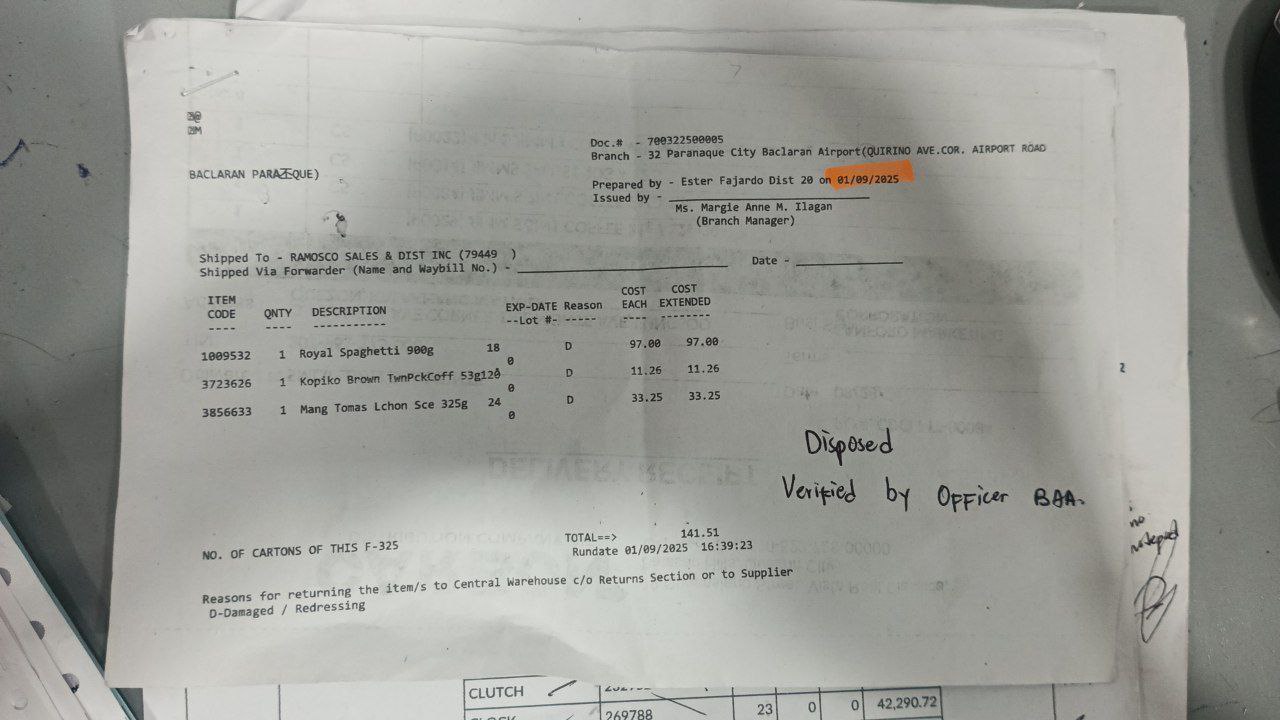 Doc.# - 700322500005
Branch - 32 Paranaque City Baclaran Airport(QUIRINO AVE.COR. AIRPORT ROAD
BACLARAN PARAZEQUE)
Prepared by - Ester Fajardo Dist 20 on 01/09/2025
Issued by -
Ms. Margie Anne M. Ilagan
(Branch Manager)
Shipped To - RAMOSCO SALES & DIST INC (79449 )
Shipped Via Forwarder (Name and Waybill No.) - Date -
ITEM CODE QNTY DESCRIPTION EXP-DATE Reason COST EACH COST EXTENDED
--Lot #-
1009532 1 Royal Spaghetti 900g 18 D 97.00 97.00
0
3723626 1 Kopiko Brown TwnPckCoff 53g120 D 11.26 11.26
0
3856633 1 Mang Tomas Lchon Sce 325g 24 D 33.25 33.25
0
Disposed
Verified by Officer BAA.
NO. OF CARTONS OF THIS F-325 TOTAL==> 141.51
Rundate 01/09/2025 16:39:23
Reasons for returning the item/s to Central Warehouse c/o Returns Section or to Supplier
D-Damaged / Redressing
no
CLUTCH
269788 23 0 0 42,290.72